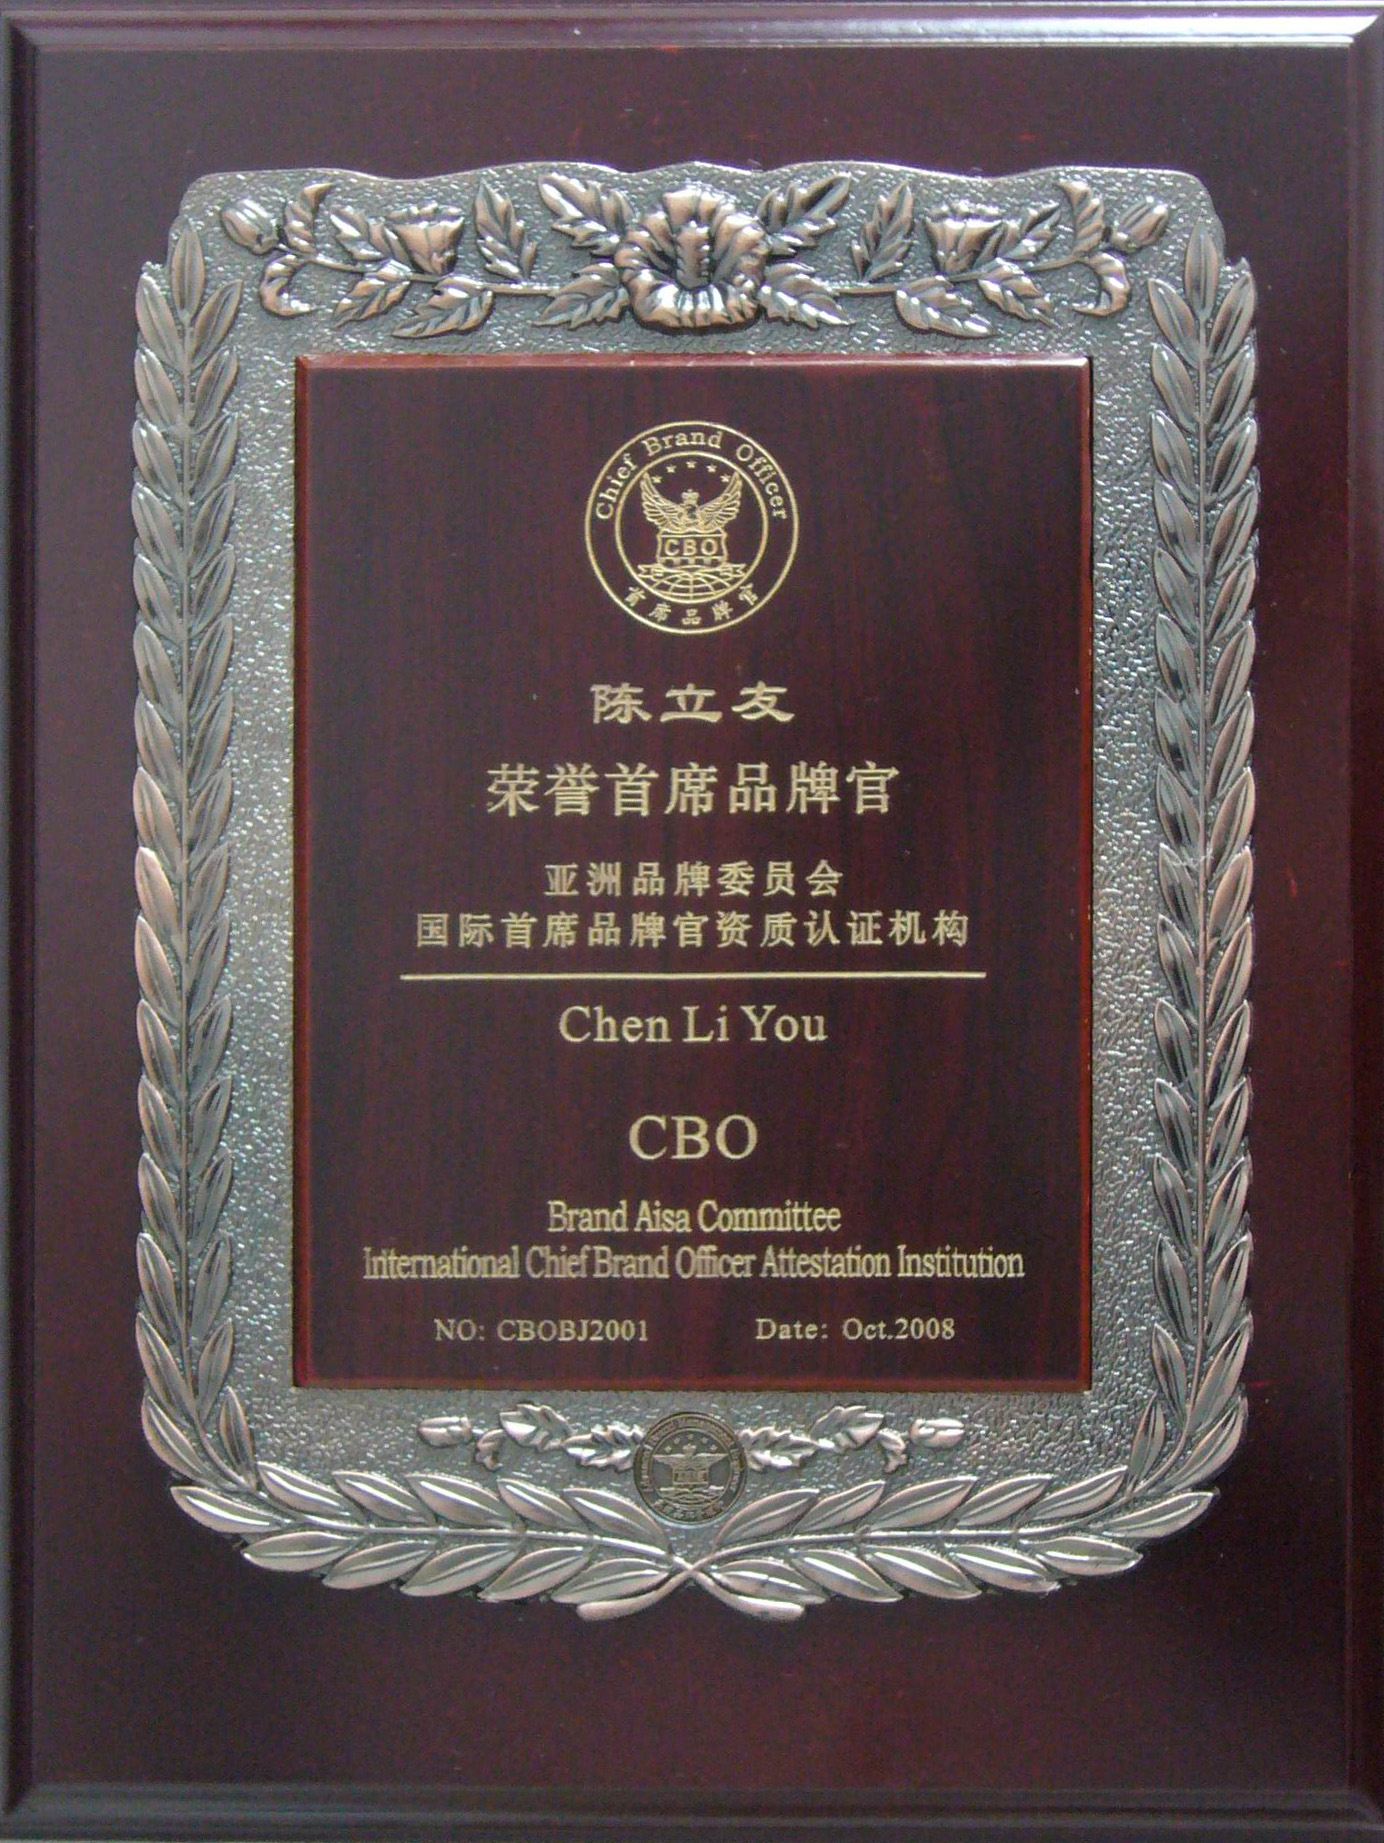 Chief Brand Officer
CBO
首席品牌官
陈立友
荣誉首席品牌官
亚洲品牌委员会
国际首席品牌官资质认证机构
Chen Li You
CBO
Brand Aisa Committee
International Chief Brand Officer Attestation Institution
NO: CBOBJ2001 Date: Oct.2008